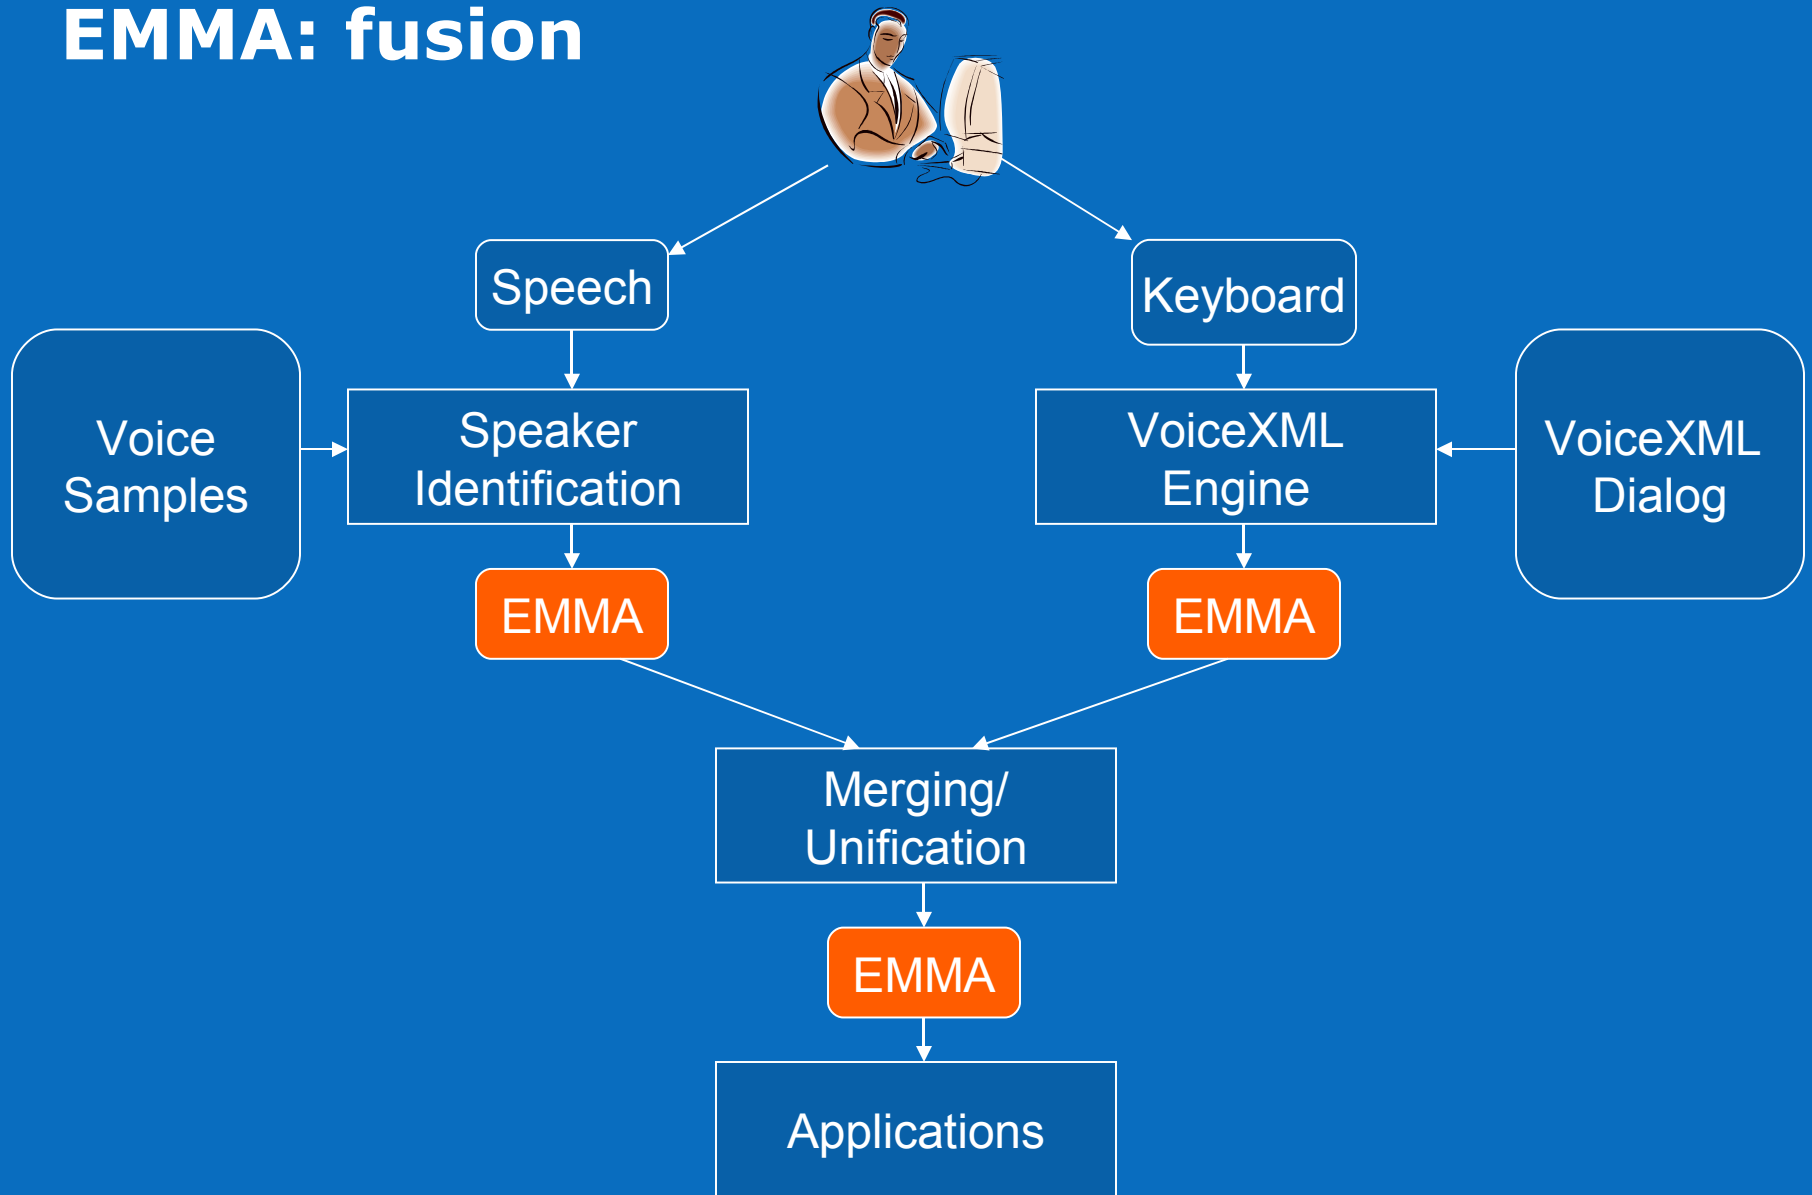 EMMA: fusion
Speech
Keyboard
Voice
Samples
Speaker
Identification
VoiceXML
Engine
VoiceXML
Dialog
EMMA
EMMA
Merging/
Unification
EMMA
Applications